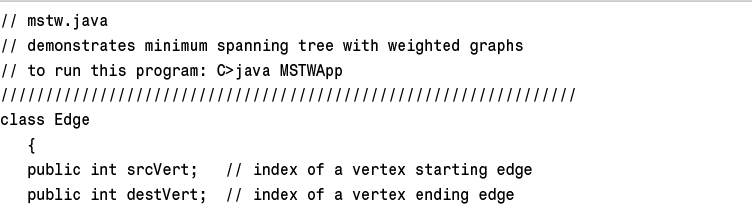 // mstw.java
// demonstrates minimum spanning tree with weighted graphs
// to run this program: C>java MSTWApp
////////////////////////////////////////////////////////////////
class Edge
{
public int srcVert;   // index of a vertex starting edge
public int destVert;  // index of a vertex ending edge